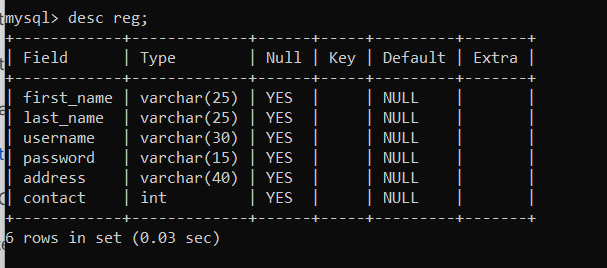 mysql> desc reg;
+------------+-------------+------+-----+---------+-------+
| Field      | Type        | Null | Key | Default | Extra |
+------------+-------------+------+-----+---------+-------+
| first_name | varchar(25) | YES  |     | NULL    |       |
| last_name  | varchar(25) | YES  |     | NULL    |       |
| username   | varchar(30) | YES  |     | NULL    |       |
| password   | varchar(15) | YES  |     | NULL    |       |
| address    | varchar(40) | YES  |     | NULL    |       |
| contact    | int         | YES  |     | NULL    |       |
+------------+-------------+------+-----+---------+-------+
6 rows in set (0.03 sec)